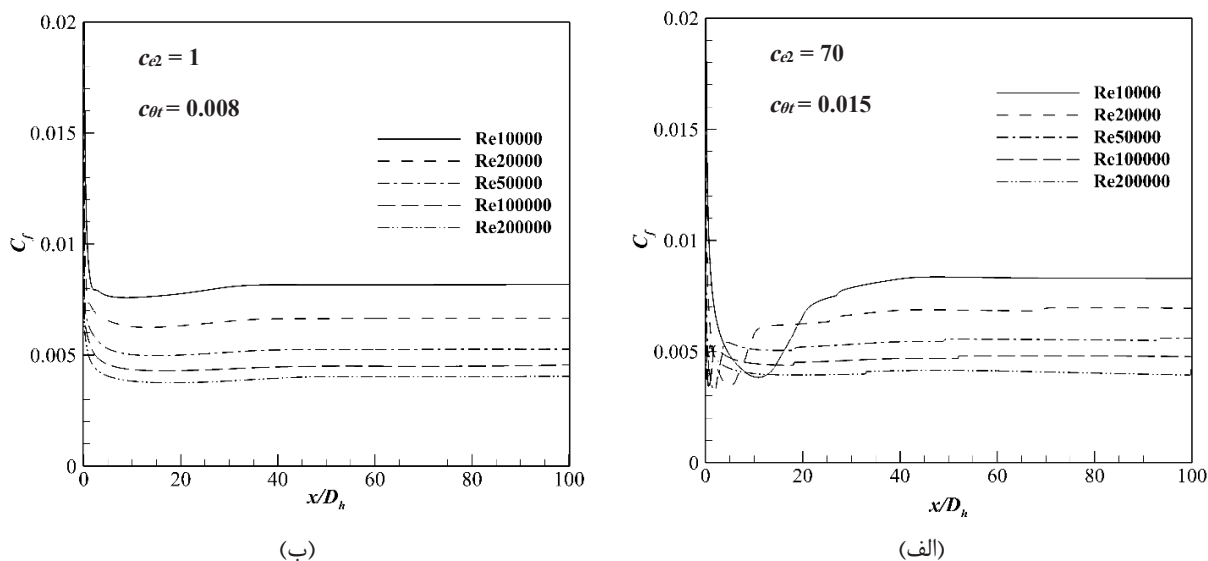 0.02
0.015
0.01
0.005
0
C_f
c_e2 = 1
c_θt = 0.008
Re10000
Re20000
Re50000
Re100000
Re200000
0 20 40 60 80 100
x/D_h
(ب)
0.02
0.015
0.01
0.005
0
C_f
c_e2 = 70
c_θt = 0.015
Re10000
Re20000
Re50000
Rc100000
Re200000
0 20 40 60 80 100
x/D_h
(الف)